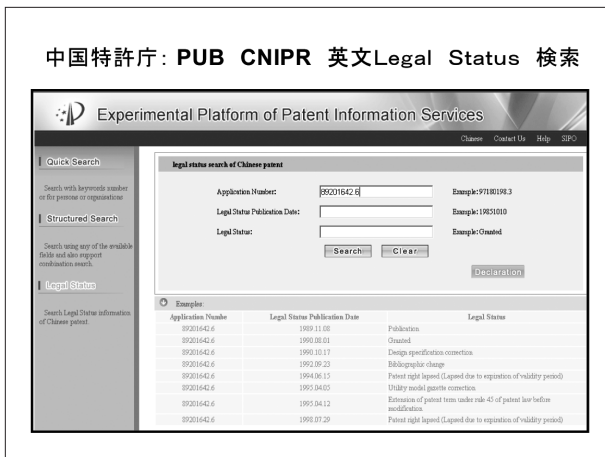 中国特許庁: PUB CNIPR 英文Legal Status 検索
Experimental Platform of Patent Information Services
Chinese Contact Us Help SIPO
Quick Search
Search with keywords number
or for persons or organizations
Structured Search
Search using any of the available
fields and also support
combination search.
Legal Status
Search Legal Status information
of Chinese patent.
legal status search of Chinese patent
Application Number: 89201642.6 Example: 97180198.3
Legal Status Publication Date: Example: 19851010
Legal Status: Example: Granted
Search Clear
Declaration
Examples:
Application Numbe Legal Status Publication Date Legal Status
89201642.6 1989.11.08 Publication
89201642.6 1990.08.01 Granted
89201642.6 1990.10.17 Design specification correction
89201642.6 1992.09.23 Bibliographic change
89201642.6 1994.06.15 Patent right lapsed (Lapsed due to expiration of validity period)
89201642.6 1995.04.05 Utility model gazette correction
89201642.6 1995.04.12 Extension of patent term under rule 45 of patent law before
modification
89201642.6 1998.07.29 Patent right lapsed (Lapsed due to expiration of validity period)